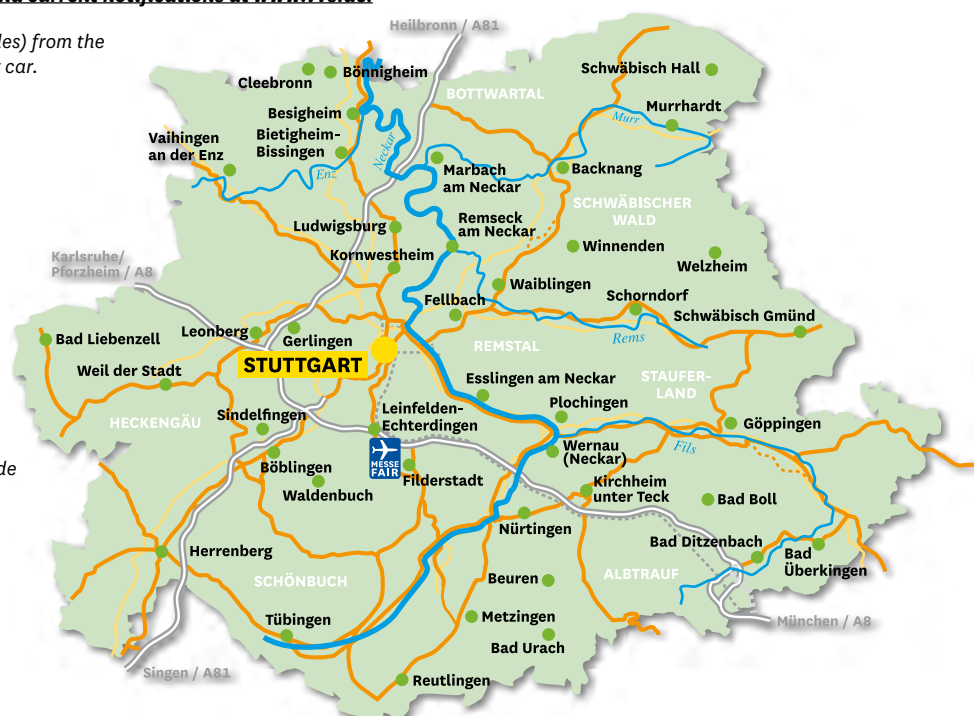 les) from the
car.
de
Heilbronn / A81
Cleebronn
Bönnigheim
BOTTWARTAL
Schwäbisch Hall
Besigheim
Murrhardt
Murr
Vaihingen
an der Enz
Bietigheim-
Bissingen
Neckar
Enz
Marbach
am Neckar
Backnang
SCHWÄBISCHER
WALD
Ludwigsburg
Remseck
am Neckar
Kornwestheim
Winnenden
Welzheim
Karlsruhe/
Pforzheim / A8
Waiblingen
Fellbach
Schorndorf
Schwäbisch Gmünd
Leonberg
Gerlingen
Rems
Bad Liebenzell
REMSTAL
STUTTGART
Weil der Stadt
Esslingen am Neckar
STAUFER-
LAND
HECKENGÄU
Sindelfingen
Leinfelden-
Echterdingen
Plochingen
Göppingen
MESSE
FAIR
Wernau
(Neckar)
Fils
Böblingen
Filderstadt
Waldenbuch
Kirchheim
unter Teck
Bad Boll
Nürtingen
Bad Ditzenbach
Bad
Überkingen
Herrenberg
SCHÖNBUCH
Beuren
ALBTRAUF
Tübingen
Metzingen
München / A8
Bad Urach
Singen / A81
Reutlingen